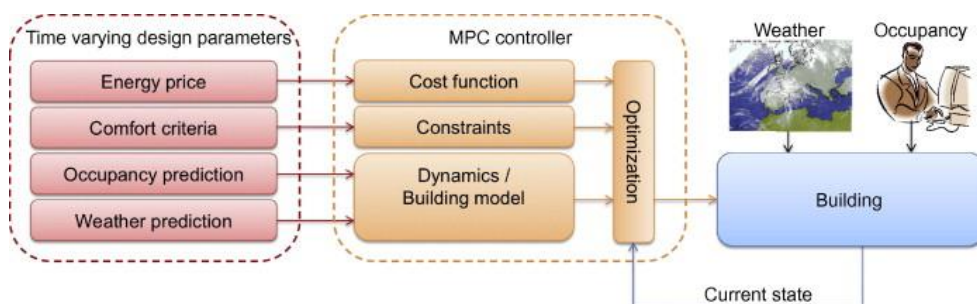 Time varying design parameters
Energy price
Comfort criteria
Occupancy prediction
Weather prediction
MPC controller
Cost function
Constraints
Dynamics /
Building model
Optimization
Weather
Occupancy
Building
Current state